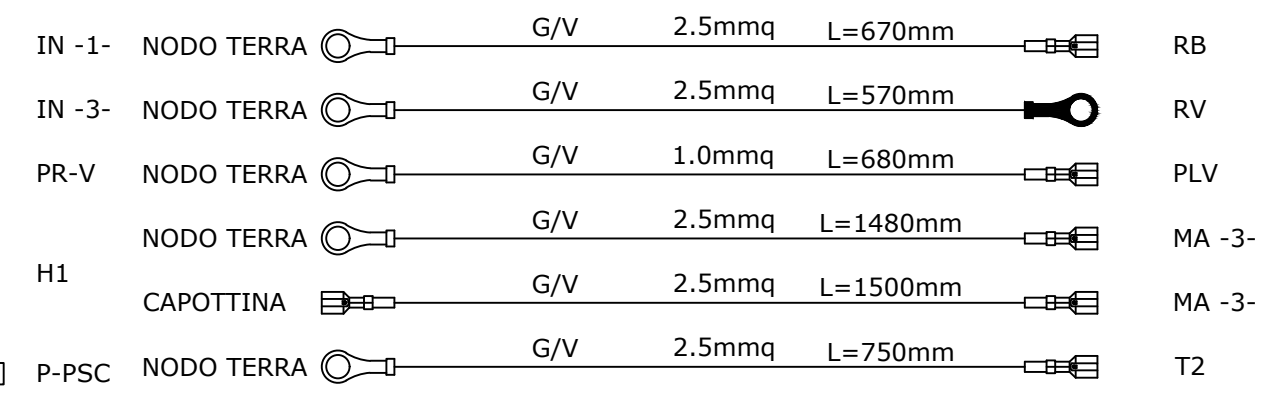 IN -1- NODO TERRA G/V 2.5mmq L=670mm RB
IN -3- NODO TERRA G/V 2.5mmq L=570mm RV
PR-V NODO TERRA G/V 1.0mmq L=680mm PLV
NODO TERRA G/V 2.5mmq L=1480mm MA -3-
H1
CAPOTTINA G/V 2.5mmq L=1500mm MA -3-
P-PSC NODO TERRA G/V 2.5mmq L=750mm T2